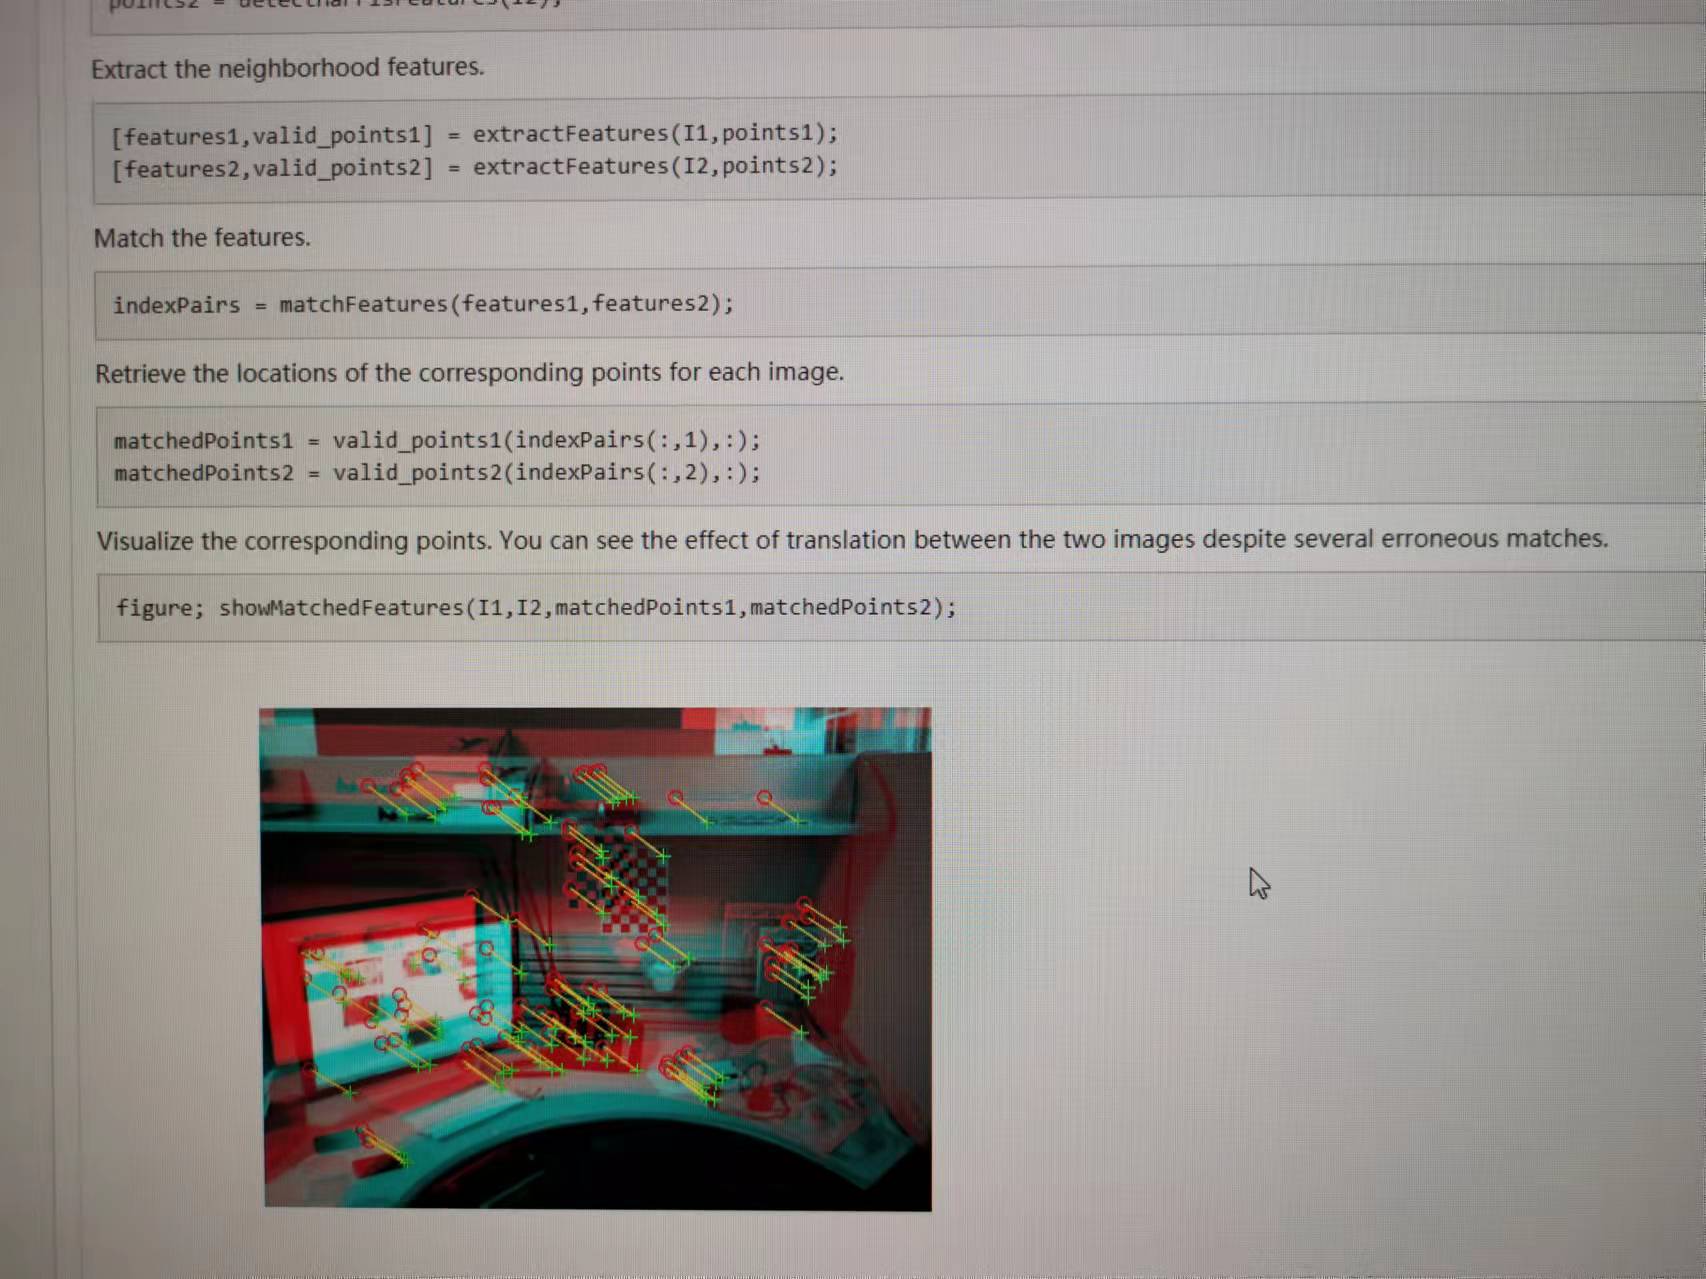 points2 = detectHarrisFeatures(I2);
Extract the neighborhood features.
[features1,valid_points1] = extractFeatures(I1,points1);
[features2,valid_points2] = extractFeatures(I2,points2);
Match the features.
indexPairs = matchFeatures(features1,features2);
Retrieve the locations of the corresponding points for each image.
matchedPoints1 = valid_points1(indexPairs(:,1),:);
matchedPoints2 = valid_points2(indexPairs(:,2),:);
Visualize the corresponding points. You can see the effect of translation between the two images despite several erroneous matches.
figure; showMatchedFeatures(I1,I2,matchedPoints1,matchedPoints2);